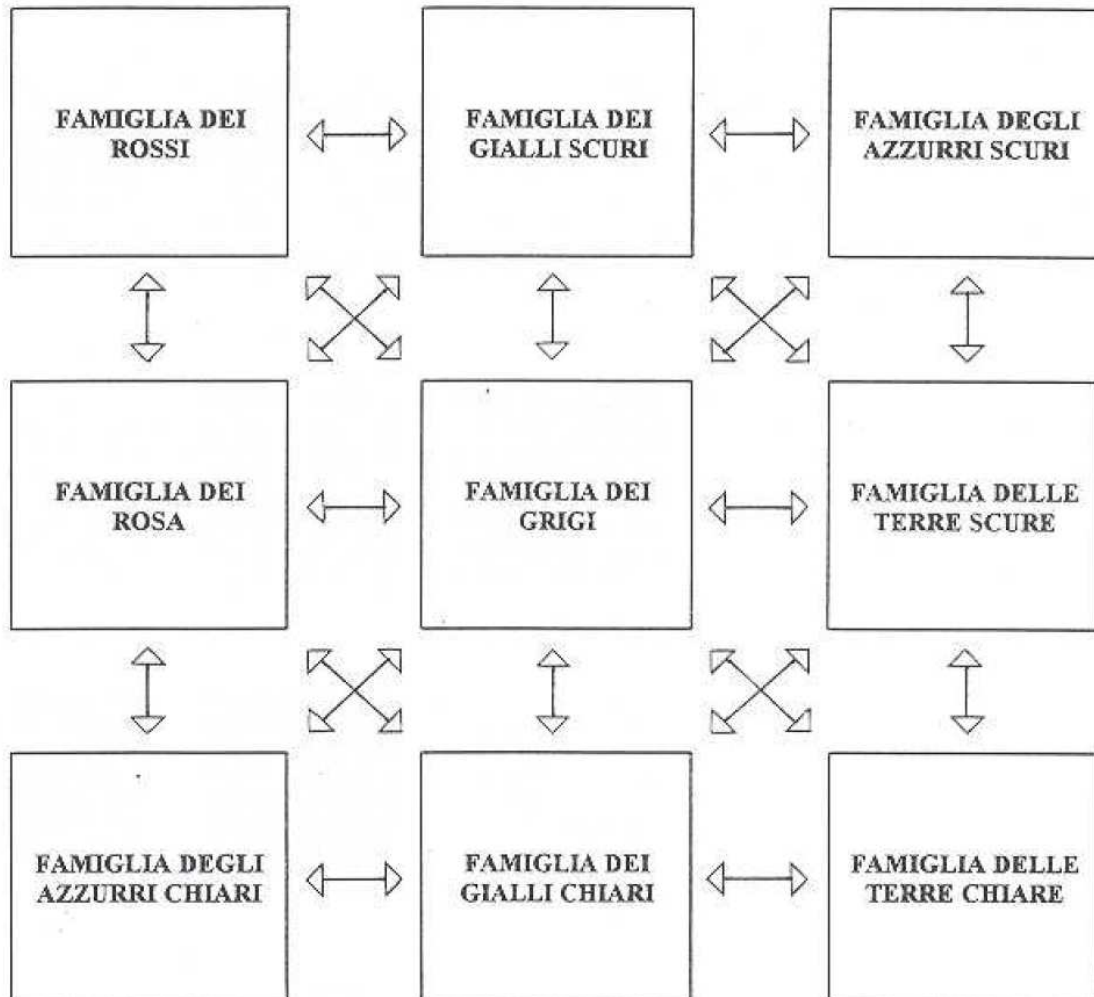 FAMIGLIA DEI
ROSSI
FAMIGLIA DEI
GIALLI SCURI
FAMIGLIA DEGLI
AZZURRI SCURI
FAMIGLIA DEI
ROSA
FAMIGLIA DEI
GRIGI
FAMIGLIA DELLE
TERRE SCURE
FAMIGLIA DEGLI
AZZURRI CHIARI
FAMIGLIA DEI
GIALLI CHIARI
FAMIGLIA DELLE
TERRE CHIARE